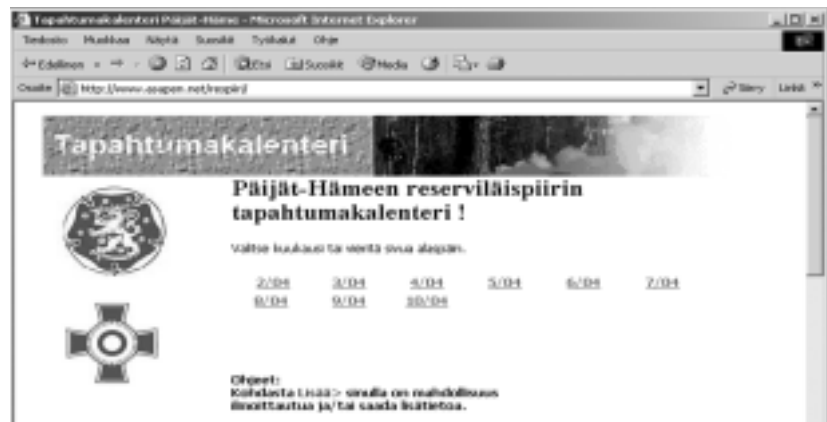 Tapahtumakalenteri Päijät-Häme - Microsoft Internet Explorer
Tiedosto Muokkaa Näytä Suosikit Työkalut Ohje
Edellinen Etsi Suosikit Media
Osoite http://www.asapen.net/respiiri/ Siirry Linkit
Tapahtumakalenteri
Päijät-Hämeen reserviläispiirin
tapahtumakalenteri !
Valitse kuukausi tai vieritä sivua alaspäin.
2/04 3/04 4/04 5/04 6/04 7/04
8/04 9/04 10/04
Ohjeet:
Kohdasta Lisää> sinulla on mahdollisuus
ilmoittautua ja/tai saada lisätietoa.